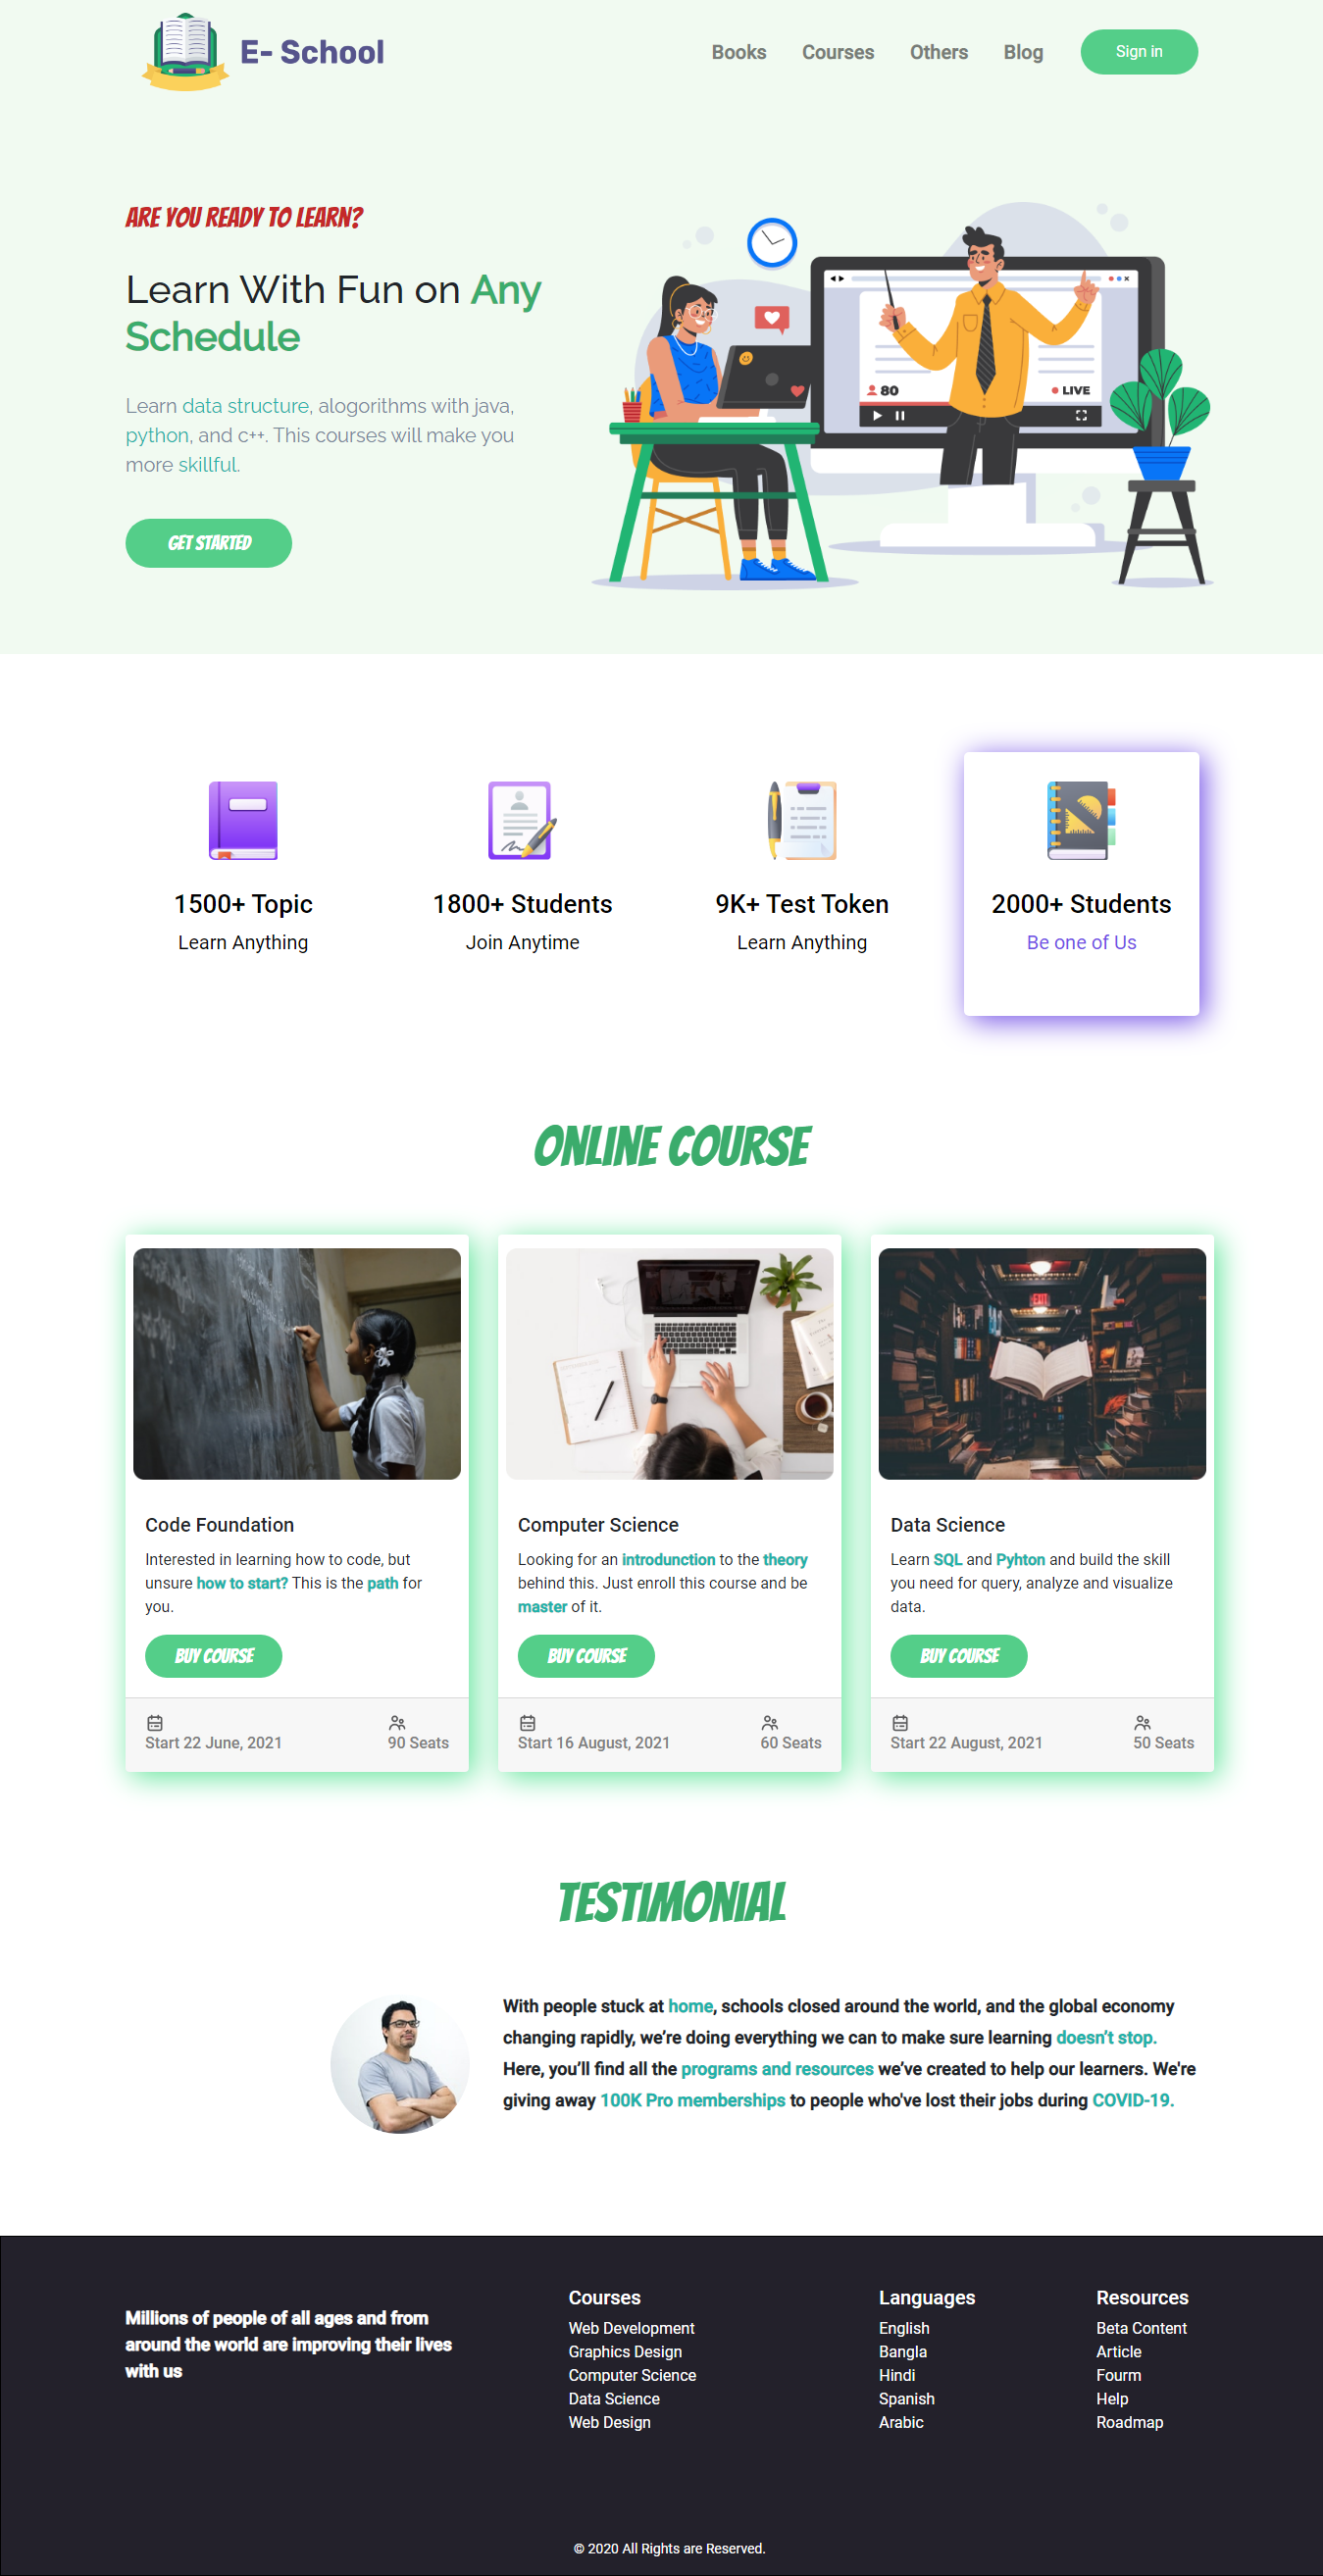 E- School
Books
Courses
Others
Blog
Sign in
ARE YOU READY TO LEARN?
Learn With Fun on Any
Schedule
Learn data structure, alogorithms with java,
python, and c++. This courses will make you
more skillful.
GET STARTED
80
LIVE
1500+ Topic
Learn Anything
1800+ Students
Join Anytime
9K+ Test Token
Learn Anything
2000+ Students
Be one of Us
ONLINE COURSE
EXIT
Code Foundation
Interested in learning how to code, but
unsure how to start? This is the path for
you.
BUY COURSE
Start 22 June, 2021
90 Seats
Computer Science
Looking for an introdunction to the theory
behind this. Just enroll this course and be
master of it.
BUY COURSE
Start 16 August, 2021
60 Seats
Data Science
Learn SQL and Pyhton and build the skill
you need for query, analyze and visualize
data.
BUY COURSE
Start 22 August, 2021
50 Seats
TESTIMONIAL
With people stuck at home, schools closed around the world, and the global economy
changing rapidly, we’re doing everything we can to make sure learning doesn’t stop.
Here, you’ll find all the programs and resources we’ve created to help our learners. We're
giving away 100K Pro memberships to people who've lost their jobs during COVID-19.
Millions of people of all ages and from
around the world are improving their lives
with us
Courses
Web Development
Graphics Design
Computer Science
Data Science
Web Design
Languages
English
Bangla
Hindi
Spanish
Arabic
Resources
Beta Content
Article
Fourm
Help
Roadmap
© 2020 All Rights are Reserved.